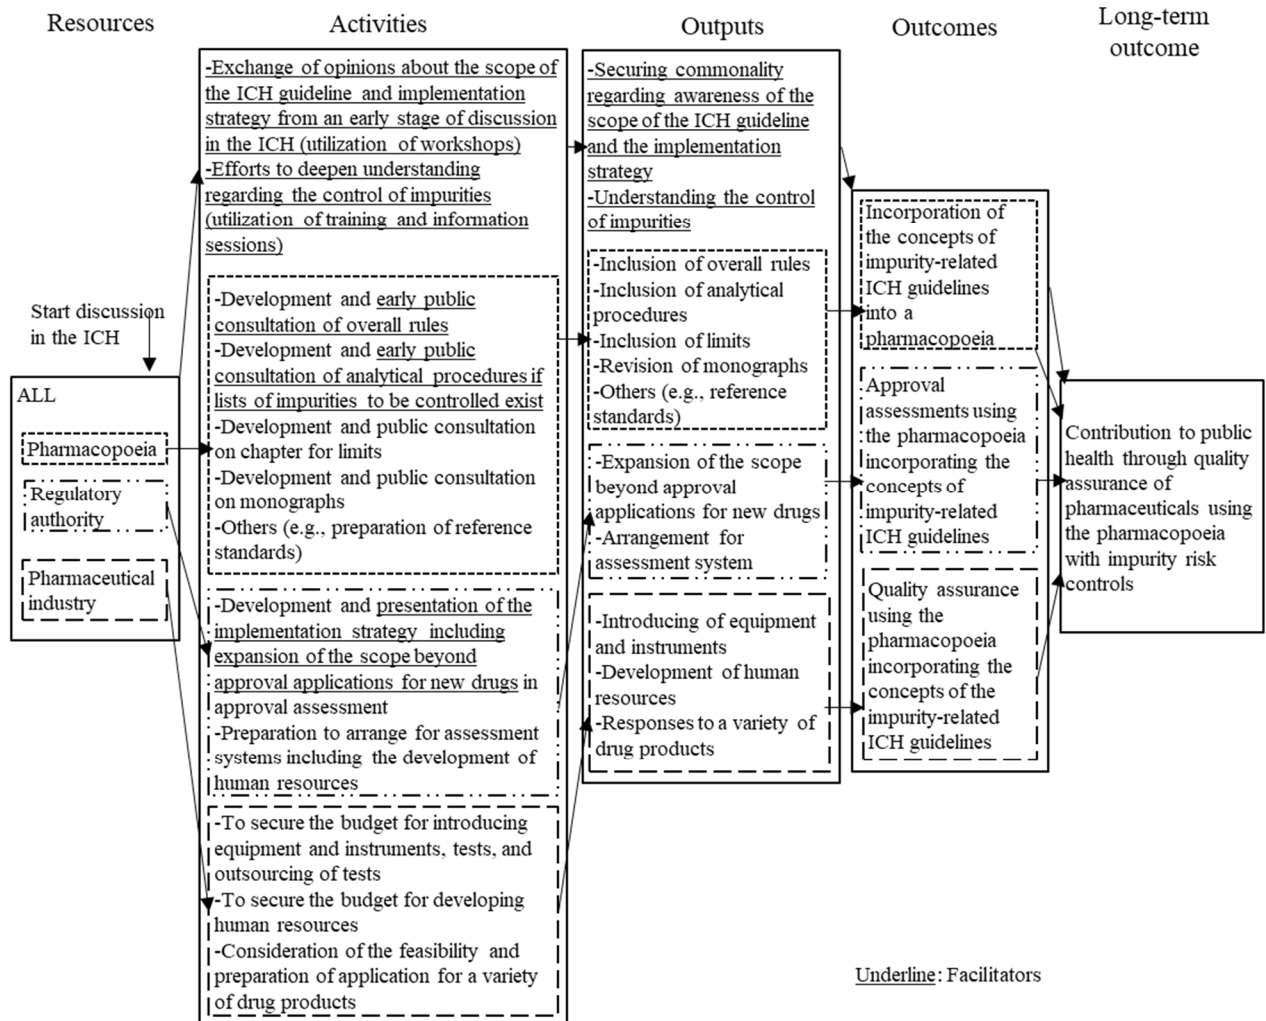 Resources
Activities
Outputs
Outcomes
Long-term
outcome
Start discussion
in the ICH
ALL
Pharmacopoeia
Regulatory
authority
Pharmaceutical
industry
-Exchange of opinions about the scope of
the ICH guideline and implementation
strategy from an early stage of discussion
in the ICH (utilization of workshops)
-Efforts to deepen understanding
regarding the control of impurities
(utilization of training and information
sessions)
-Development and early public
consultation of overall rules
-Development and early public
consultation of analytical procedures if
lists of impurities to be controlled exist
-Development and public consultation
on chapter for limits
-Development and public consultation
on monographs
-Others (e.g., preparation of reference
standards)
-Development and presentation of the
implementation strategy including
expansion of the scope beyond
approval applications for new drugs in
approval assessment
-Preparation to arrange for assessment
systems including the development of
human resources
-To secure the budget for introducing
equipment and instruments, tests, and
outsourcing of tests
-To secure the budget for developing
human resources
-Consideration of the feasibility and
preparation of application for a variety
of drug products
-Securing commonality
regarding awareness of the
scope of the ICH guideline
and the implementation
strategy
-Understanding the control
of impurities
-Inclusion of overall rules
-Inclusion of analytical
procedures
-Inclusion of limits
-Revision of monographs
-Others (e.g., reference
standards)
-Expansion of the scope
beyond approval
applications for new drugs
-Arrangement for
assessment system
-Introducing of equipment
and instruments
-Development of human
resources
-Responses to a variety of
drug products
Incorporation of
the concepts of
impurity-related
ICH guidelines
into a
pharmacopoeia
Approval
assessments using
the pharmacopoeia
incorporating the
concepts of
impurity-related
ICH guidelines
Quality assurance
using the
pharmacopoeia
incorporating the
concepts of the
impurity-related
ICH guidelines
Contribution to public
health through quality
assurance of
pharmaceuticals using
the pharmacopoeia
with impurity risk
controls
Underline: Facilitators